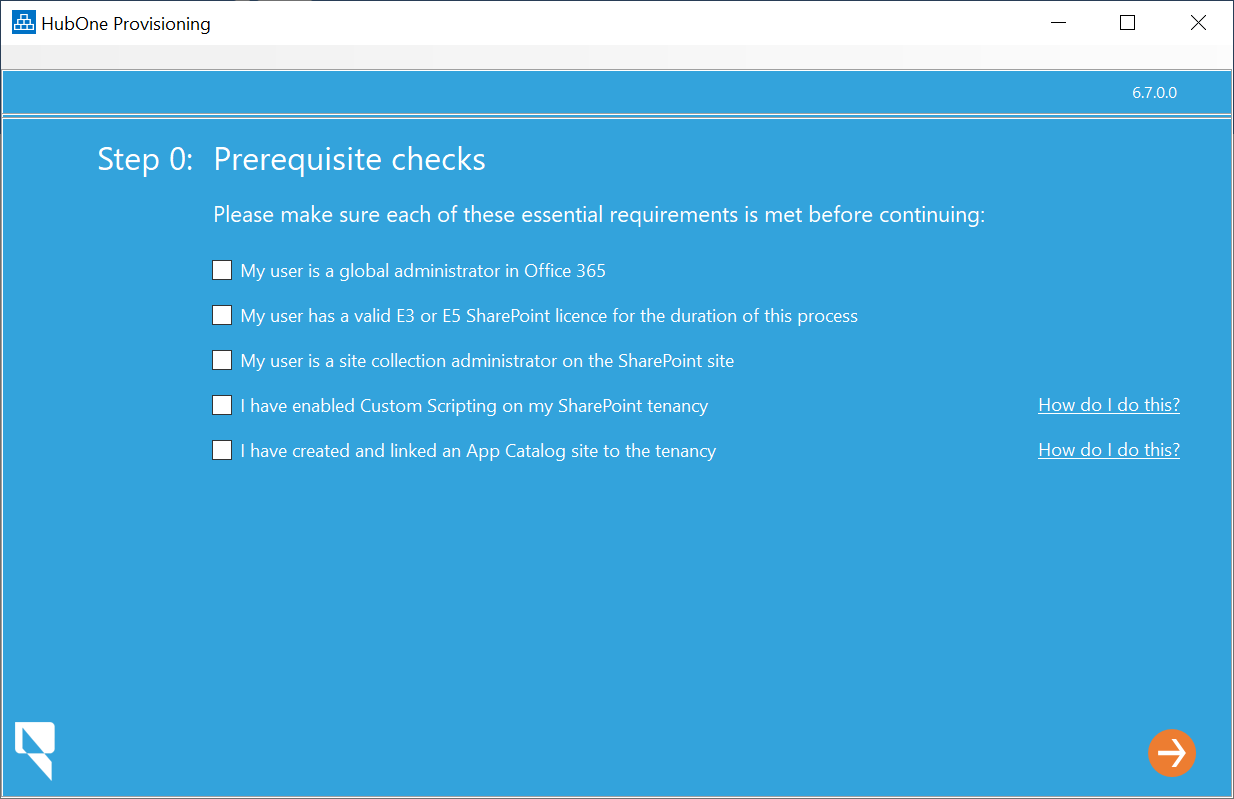 HubOne Provisioning
6.7.0.0
Step 0: Prerequisite checks
Please make sure each of these essential requirements is met before continuing:
My user is a global administrator in Office 365
My user has a valid E3 or E5 SharePoint licence for the duration of this process
My user is a site collection administrator on the SharePoint site
I have enabled Custom Scripting on my SharePoint tenancy How do I do this?
I have created and linked an App Catalog site to the tenancy How do I do this?